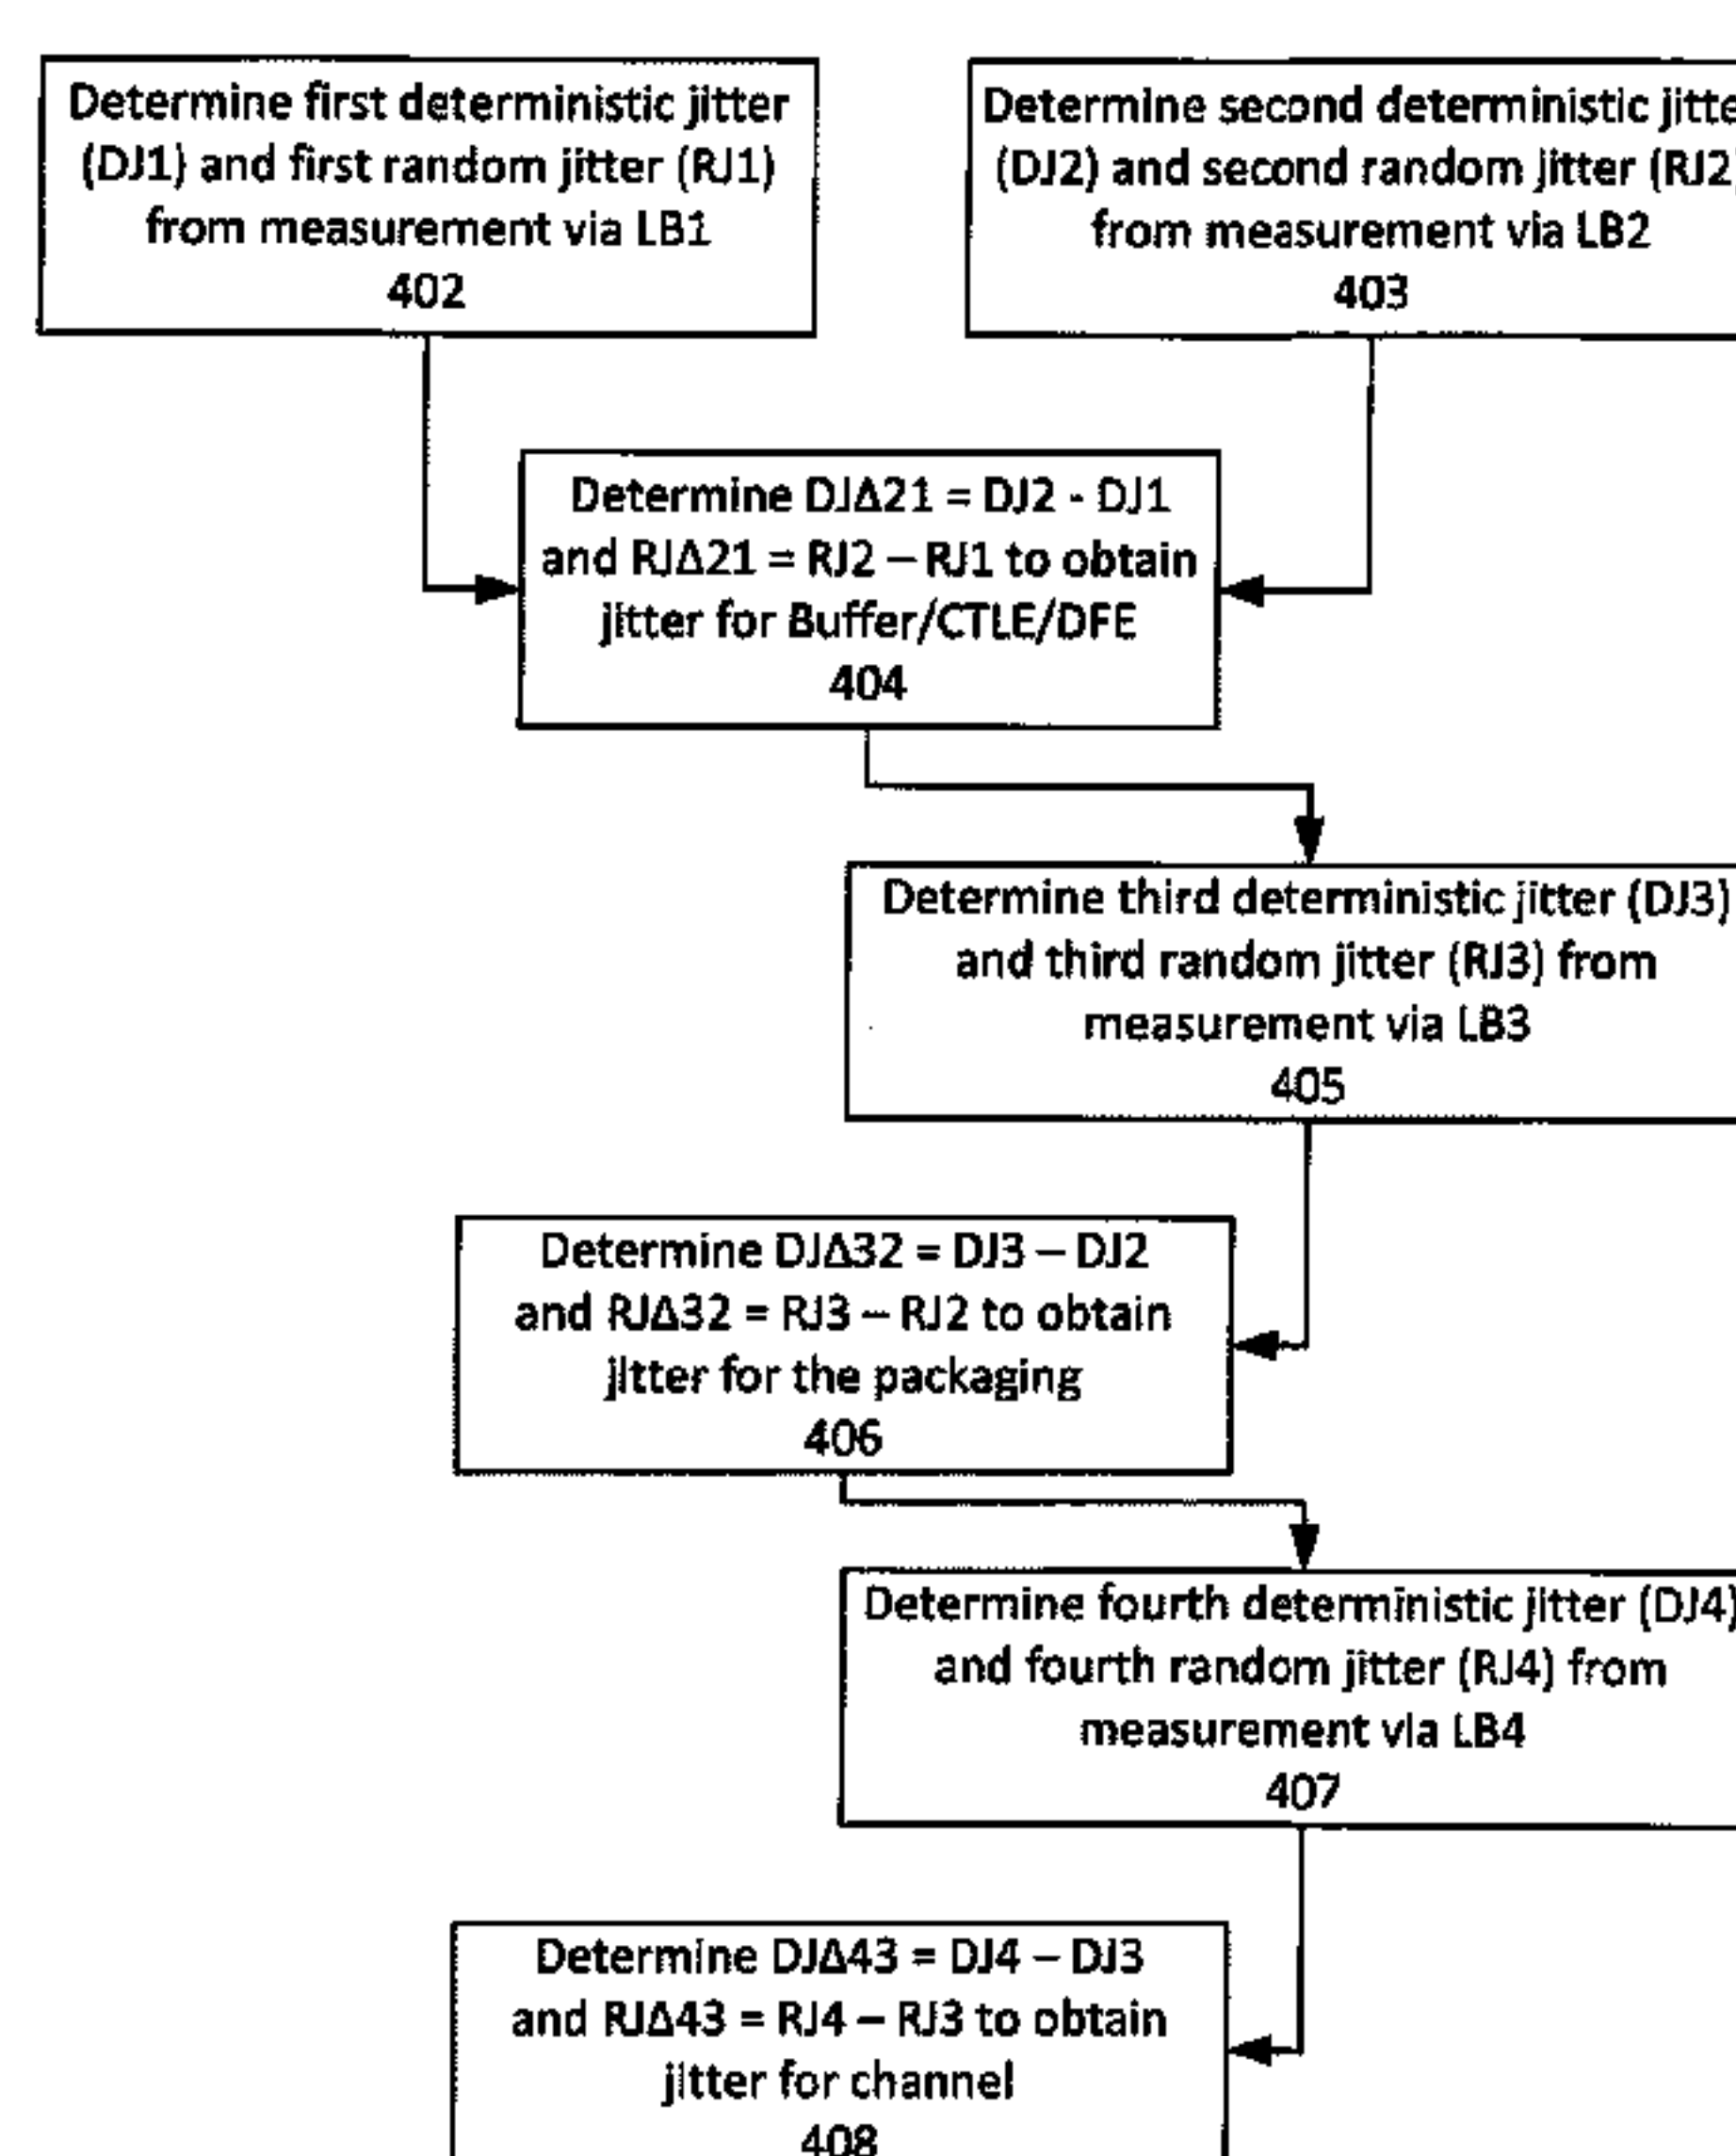 Determine first deterministic jitter
(DJ1) and first random jitter (RJ1)
from measurement via LB1
402
Determine second deterministic jitte
(DJ2) and second random jitter (RJ2)
from measurement via LB2
403
Determine DJΔ21 = DJ2 - DJ1
and RJΔ21 = RJ2 – RJ1 to obtain
jitter for Buffer/CTLE/DFE
404
Determine third deterministic jitter (DJ3)
and third random jitter (RJ3) from
measurement via LB3
405
Determine DJΔ32 = DJ3 – DJ2
and RJΔ32 = RJ3 – RJ2 to obtain
jitter for the packaging
406
Determine fourth deterministic jitter (DJ4)
and fourth random jitter (RJ4) from
measurement via LB4
407
Determine DJΔ43 = DJ4 – DJ3
and RJΔ43 = RJ4 – RJ3 to obtain
jitter for channel
408